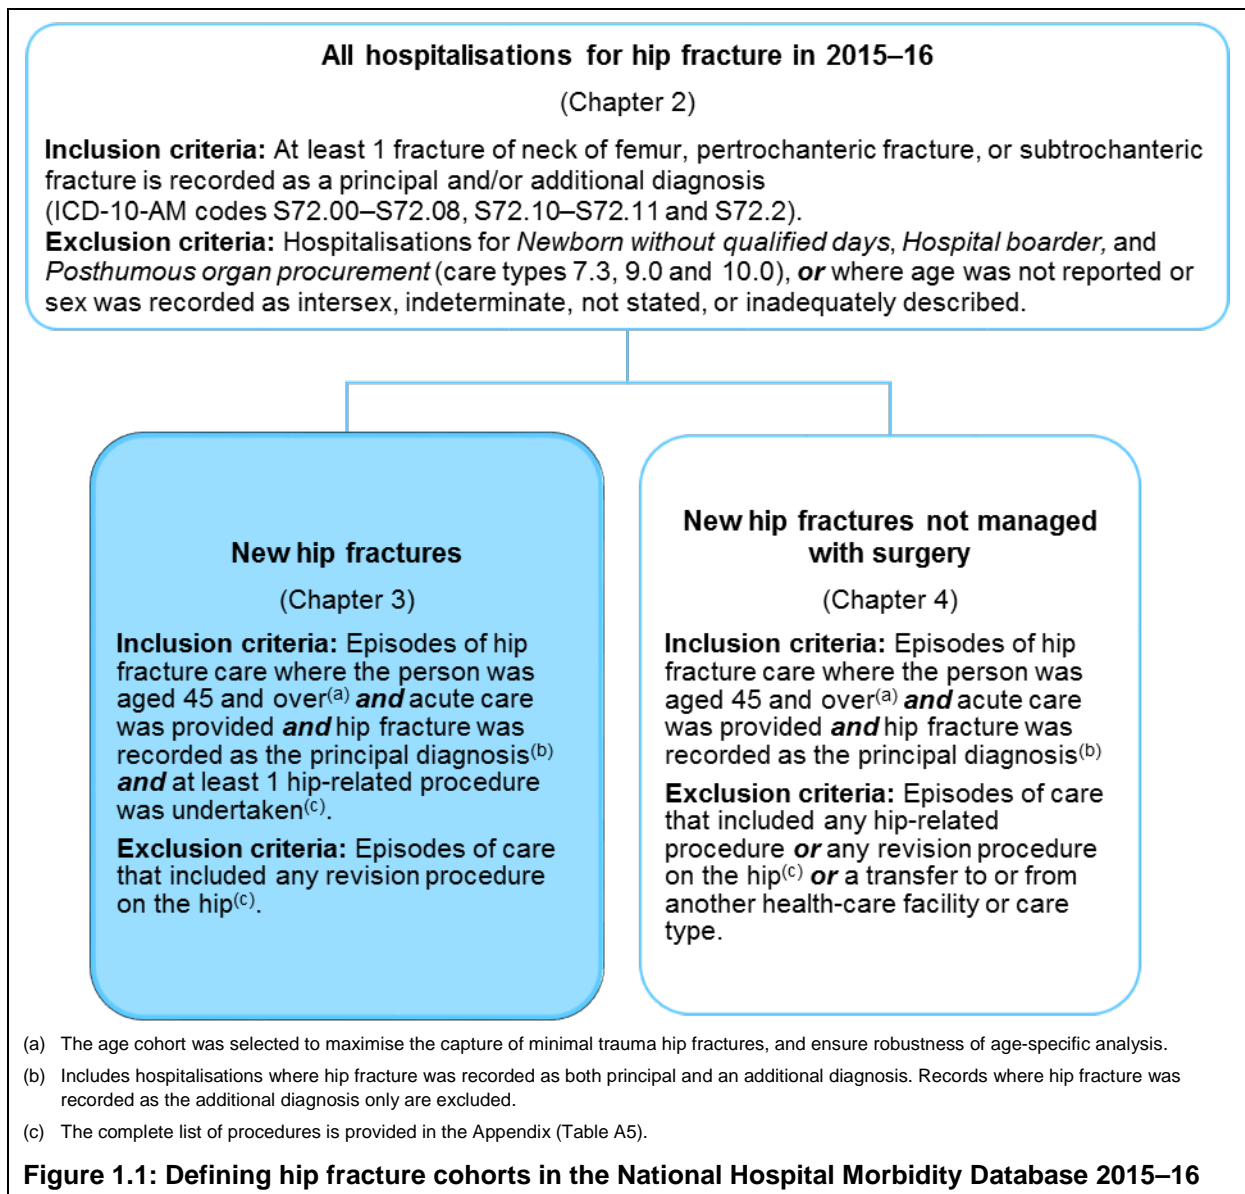 All hospitalisations for hip fracture in 2015–16
(Chapter 2)
Inclusion criteria: At least 1 fracture of neck of femur, pertrochanteric fracture, or subtrochanteric
fracture is recorded as a principal and/or additional diagnosis
(ICD-10-AM codes S72.00–S72.08, S72.10–S72.11 and S72.2).
Exclusion criteria: Hospitalisations for Newborn without qualified days, Hospital boarder, and
Posthumous organ procurement (care types 7.3, 9.0 and 10.0), or where age was not reported or
sex was recorded as intersex, indeterminate, not stated, or inadequately described.
New hip fractures
(Chapter 3)
Inclusion criteria: Episodes of hip
fracture care where the person was
aged 45 and over(a) and acute care
was provided and hip fracture was
recorded as the principal diagnosis(b)
and at least 1 hip-related procedure
was undertaken(c).
Exclusion criteria: Episodes of care
that included any revision procedure
on the hip(c).
New hip fractures not managed
with surgery
(Chapter 4)
Inclusion criteria: Episodes of hip
fracture care where the person was
aged 45 and over(a) and acute care
was provided and hip fracture was
recorded as the principal diagnosis(b)
Exclusion criteria: Episodes of care
that included any hip-related
procedure or any revision procedure
on the hip(c) or a transfer to or from
another health-care facility or care
type.
(a) The age cohort was selected to maximise the capture of minimal trauma hip fractures, and ensure robustness of age-specific analysis.
(b) Includes hospitalisations where hip fracture was recorded as both principal and an additional diagnosis. Records where hip fracture was
recorded as the additional diagnosis only are excluded.
(c) The complete list of procedures is provided in the Appendix (Table A5).
Figure 1.1: Defining hip fracture cohorts in the National Hospital Morbidity Database 2015–16